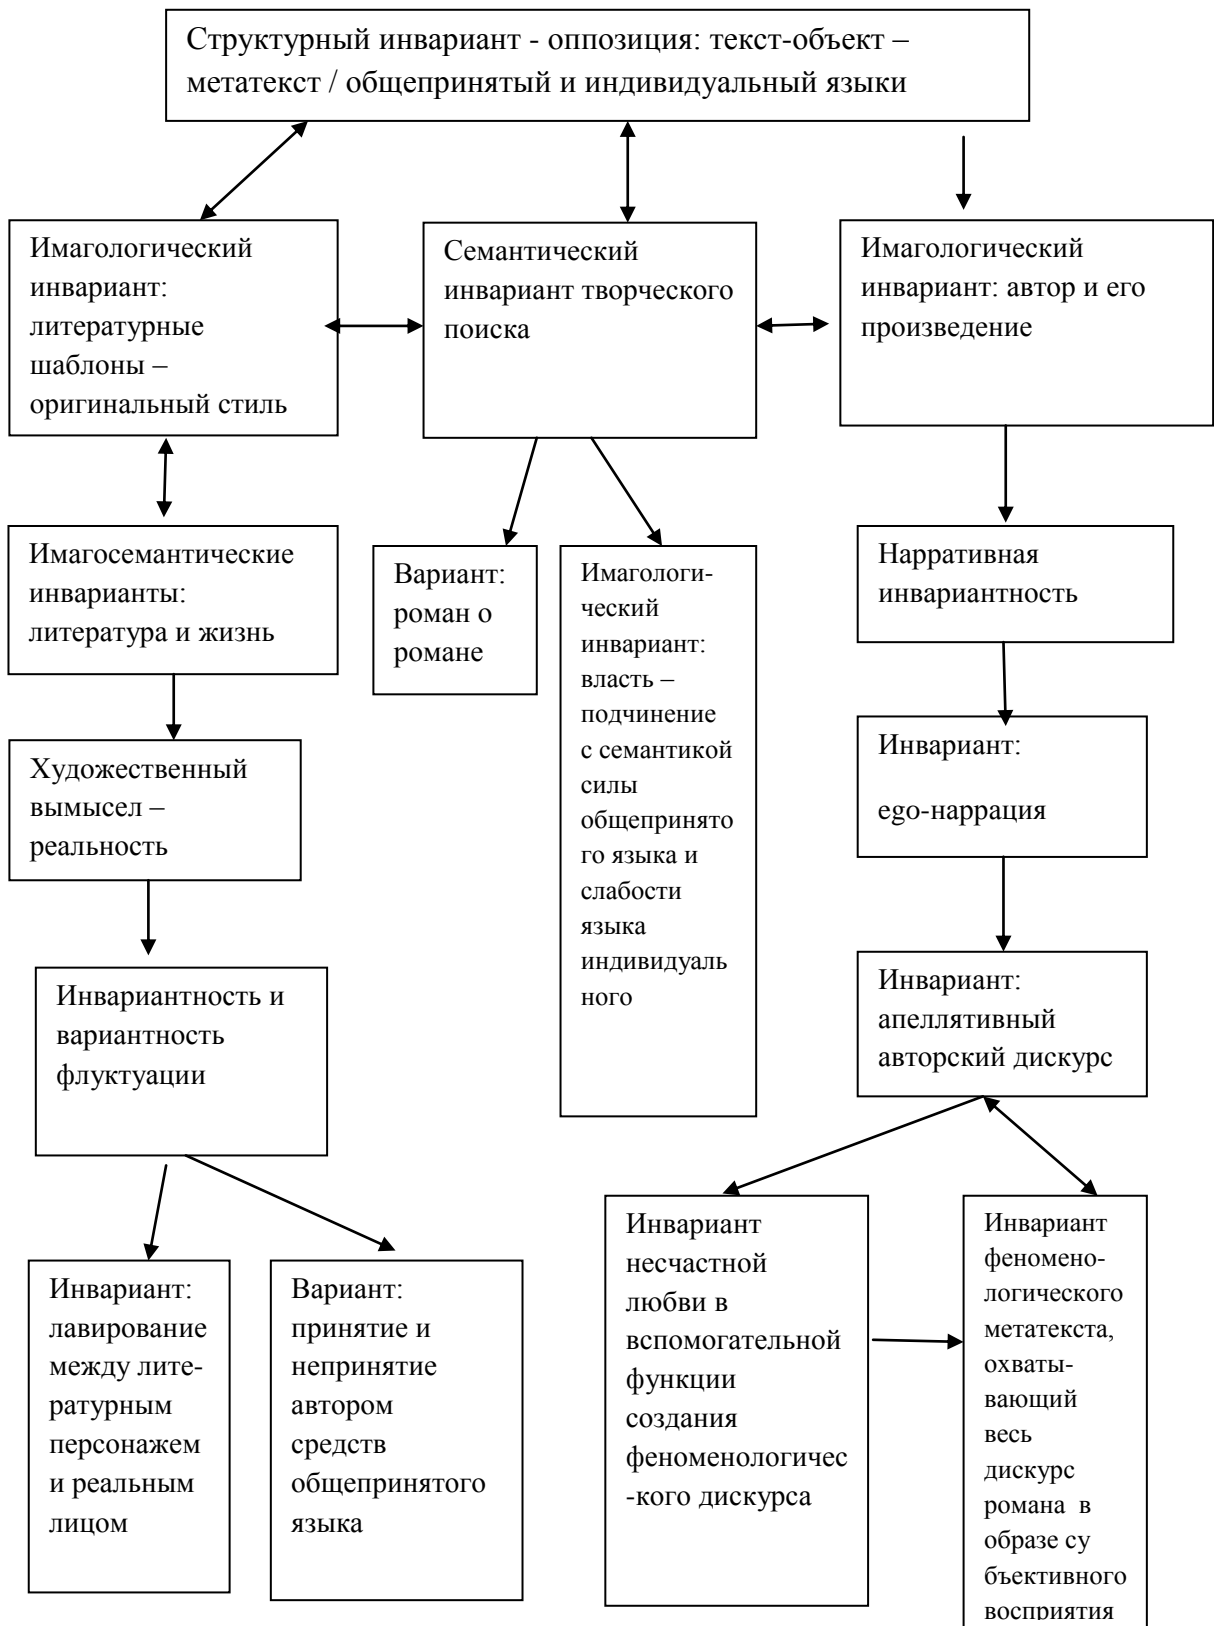 Структурный инвариант - оппозиция: текст-объект –
метатекст / общепринятый и индивидуальный языки
Имагологический
инвариант:
литературные
шаблоны –
оригинальный стиль
Семантический
инвариант творческого
поиска
Имагологический
инвариант: автор и его
произведение
Имагосемантические
инварианты:
литература и жизнь
Вариант:
роман о
романе
Имагологи-
ческий
инвариант:
власть –
подчинение
с семантикой
силы
общепринято
го языка и
слабости
языка
индивидуаль
ного
Нарративная
инвариантность
Художественный
вымысел –
реальность
Инвариант:
ego-наррация
Инвариантность и
вариантность
флуктуации
Инвариант:
апеллятивный
авторский дискурс
Инвариант:
лавирование
между лите-
ратурным
персонажем
и реальным
лицом
Вариант:
принятие и
непринятие
автором
средств
общепринятого
языка
Инвариант
несчастной
любви в
вспомогательной
функции
создания
феноменологичес
-кого дискурса
Инвариант
феномено-
логического
метатекста,
охваты-
вающий
весь
дискурс
романа в
образе су
бъективного
восприятия